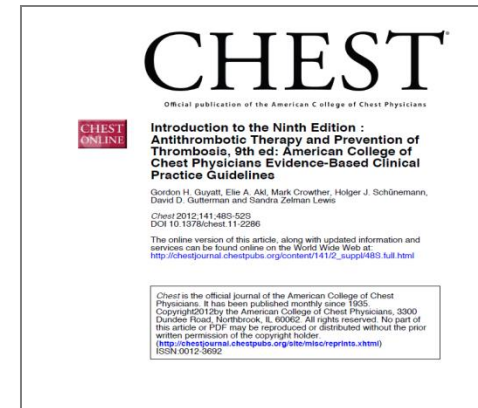 CHEST
Official publication of the American C ollege of Chest Physicians
CHEST
ONLINE
Introduction to the Ninth Edition :
Antithrombotic Therapy and Prevention of
Thrombosis, 9th ed: American College of
Chest Physicians Evidence-Based Clinical
Practice Guidelines
Gordon H. Guyatt, Elie A. Akl, Mark Crowther, Holger J. Schünemann,
David D. Gutterman and Sandra Zelman Lewis
Chest 2012;141;48S-52S
DOI 10.1378/chest.11-2286
The online version of this article, along with updated information and
services can be found online on the World Wide Web at:
http://chestjournal.chestpubs.org/content/141/2_suppl/48S.full.html
Chest is the official journal of the American College of Chest
Physicians. It has been published monthly since 1935.
Copyright2012by the American College of Chest Physicians, 3300
Dundee Road, Northbrook, IL 60062. All rights reserved. No part of
this article or PDF may be reproduced or distributed without the prior
written permission of the copyright holder.
(http://chestjournal.chestpubs.org/site/misc/reprints.xhtml)
ISSN:0012-3692